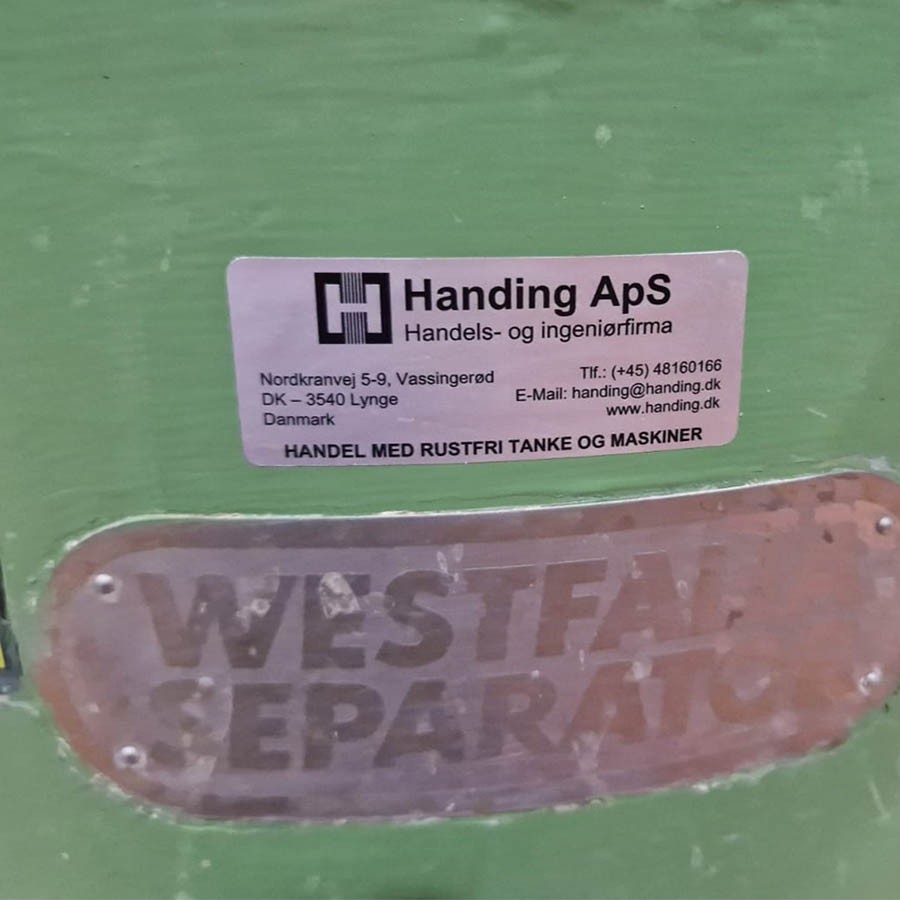 H Handing ApS
Handels- og ingeniørfirma
Nordkranvej 5-9, Vassingerød
DK – 3540 Lynge
Danmark
Tlf.: (+45) 48160166
E-Mail: handing@handing.dk
www.handing.dk
HANDEL MED RUSTFRI TANKE OG MASKINER
WESTFAL
SEPARATOR